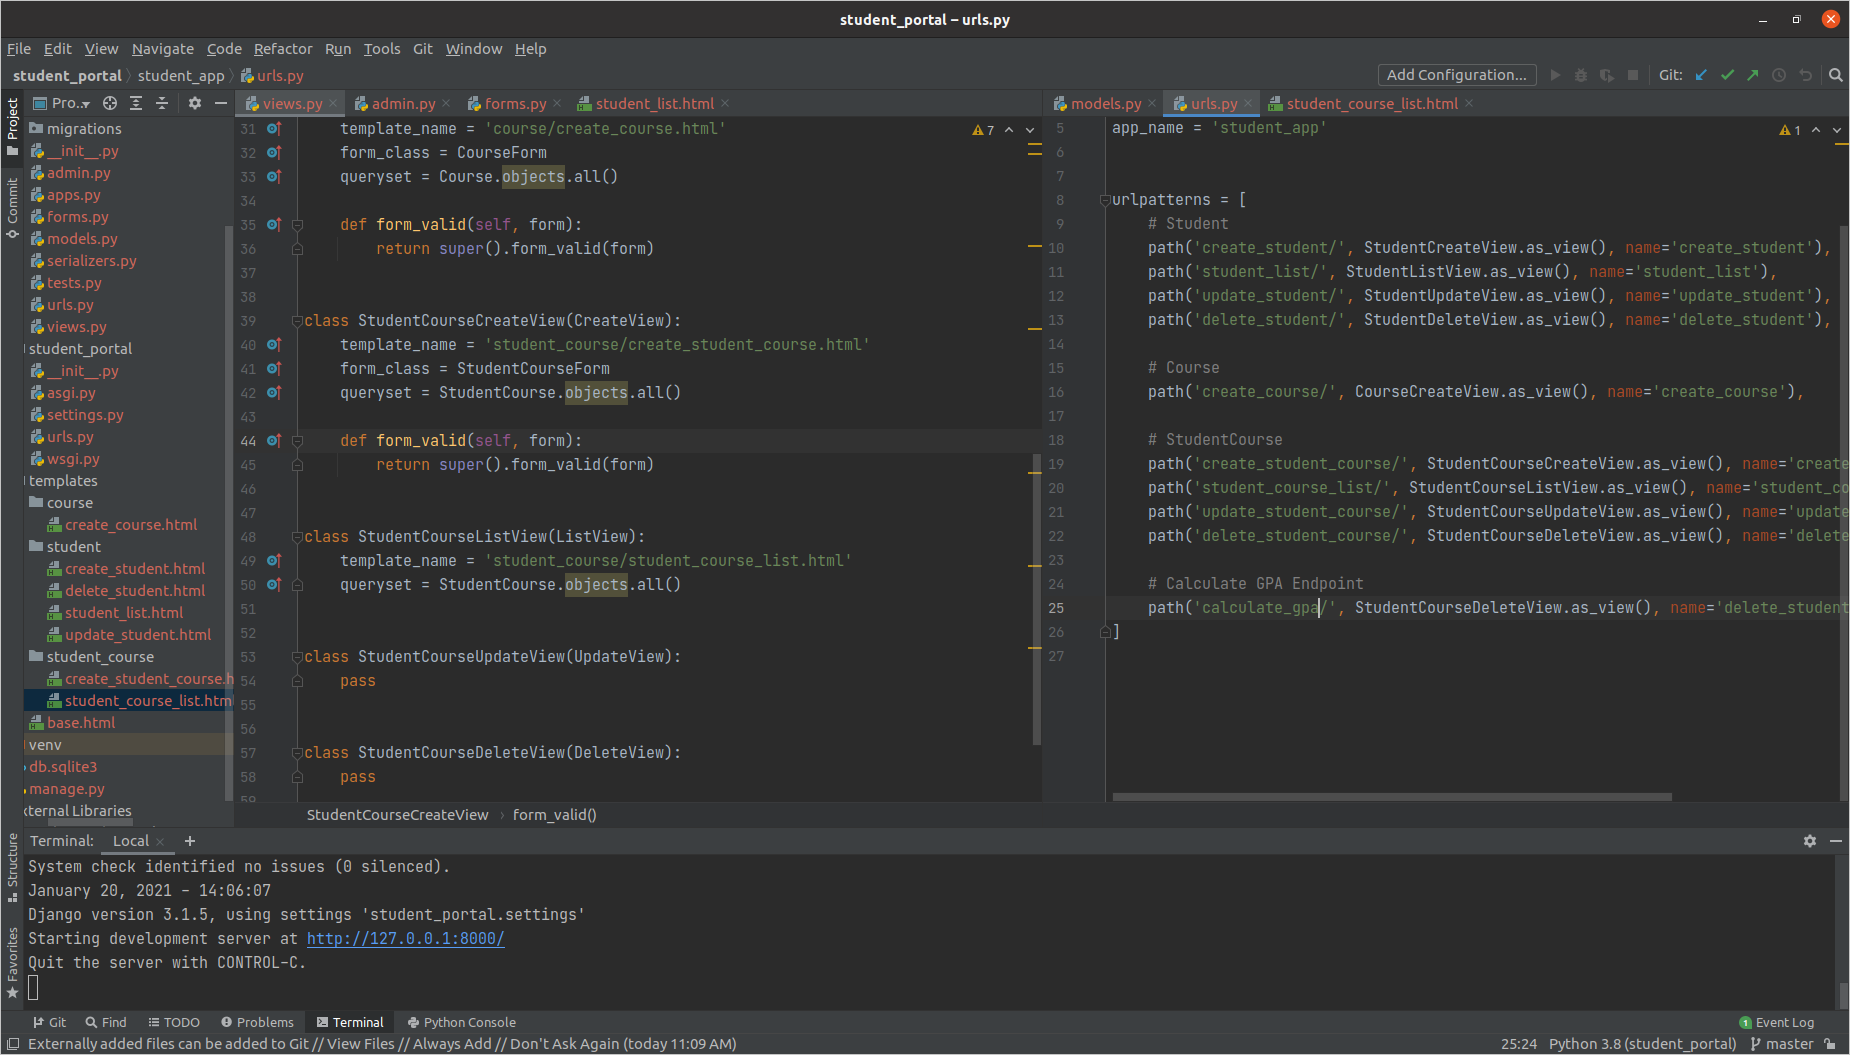 student_portal – urls.py
File Edit View Navigate Code Refactor Run Tools Git Window Help
student_portal student_app urls.py
Add Configuration... Git:
Project
Commit
Structure
Favorites
Pro...
migrations
__init__.py
admin.py
apps.py
forms.py
models.py
serializers.py
tests.py
urls.py
views.py
student_portal
__init__.py
asgi.py
settings.py
urls.py
wsgi.py
templates
course
create_course.html
student
create_student.html
delete_student.html
student_list.html
update_student.html
student_course
create_student_course.h
student_course_list.htm
base.html
venv
db.sqlite3
manage.py
xternal Libraries
views.py admin.py forms.py student_list.html
7
31 template_name = 'course/create_course.html'
32 form_class = CourseForm
33 queryset = Course.objects.all()
34
35 def form_valid(self, form):
36 return super().form_valid(form)
37
38
39 class StudentCourseCreateView(CreateView):
40 template_name = 'student_course/create_student_course.html'
41 form_class = StudentCourseForm
42 queryset = StudentCourse.objects.all()
43
44 def form_valid(self, form):
45 return super().form_valid(form)
46
47
48 class StudentCourseListView(ListView):
49 template_name = 'student_course/student_course_list.html'
50 queryset = StudentCourse.objects.all()
51
52
53 class StudentCourseUpdateView(UpdateView):
54 pass
55
56
57 class StudentCourseDeleteView(DeleteView):
58 pass
59
StudentCourseCreateView › form_valid()
models.py urls.py student_course_list.html
1
5 app_name = 'student_app'
6
7
8 urlpatterns = [
9 # Student
10 path('create_student/', StudentCreateView.as_view(), name='create_student'),
11 path('student_list/', StudentListView.as_view(), name='student_list'),
12 path('update_student/', StudentUpdateView.as_view(), name='update_student'),
13 path('delete_student/', StudentDeleteView.as_view(), name='delete_student'),
14
15 # Course
16 path('create_course/', CourseCreateView.as_view(), name='create_course'),
17
18 # StudentCourse
19 path('create_student_course/', StudentCourseCreateView.as_view(), name='create
20 path('student_course_list/', StudentCourseListView.as_view(), name='student_co
21 path('update_student_course/', StudentCourseUpdateView.as_view(), name='update
22 path('delete_student_course/', StudentCourseDeleteView.as_view(), name='delete
23
24 # Calculate GPA Endpoint
25 path('calculate_gpa/', StudentCourseDeleteView.as_view(), name='delete_student
26 ]
27
Terminal: Local
System check identified no issues (0 silenced).
January 20, 2021 - 14:06:07
Django version 3.1.5, using settings 'student_portal.settings'
Starting development server at http://127.0.0.1:8000/
Quit the server with CONTROL-C.
Git Find TODO Problems Terminal Python Console
1 Event Log
Externally added files can be added to Git // View Files // Always Add // Don't Ask Again (today 11:09 AM)
25:24 Python 3.8 (student_portal) master